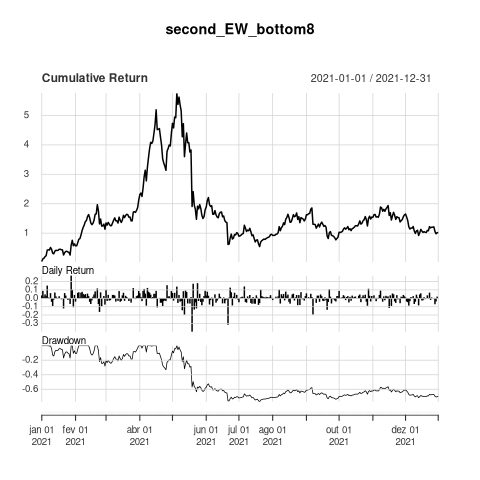 second_EW_bottom8
Cumulative Return 2021-01-01 / 2021-12-31
5
4
3
2
1
Daily Return
0.2
0.1
0.0
-0.1
-0.2
-0.3
Drawdown
-0.2
-0.4
-0.6
jan 01 fev 01 abr 01 jun 01 jul 01 ago 01 out 01 dez 01
2021 2021 2021 2021 2021 2021 2021 2021